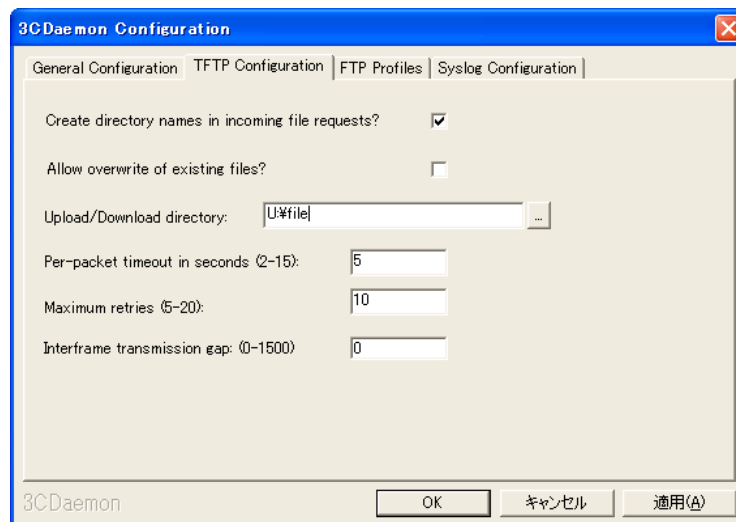 3CDaemon Configuration
General Configuration TFTP Configuration FTP Profiles Syslog Configuration
Create directory names in incoming file requests?
Allow overwrite of existing files?
Upload/Download directory: U:¥file ...
Per-packet timeout in seconds (2-15): 5
Maximum retries (5-20): 10
Interframe transmission gap: (0-1500) 0
3CDaemon OK キャンセル 適用(A)